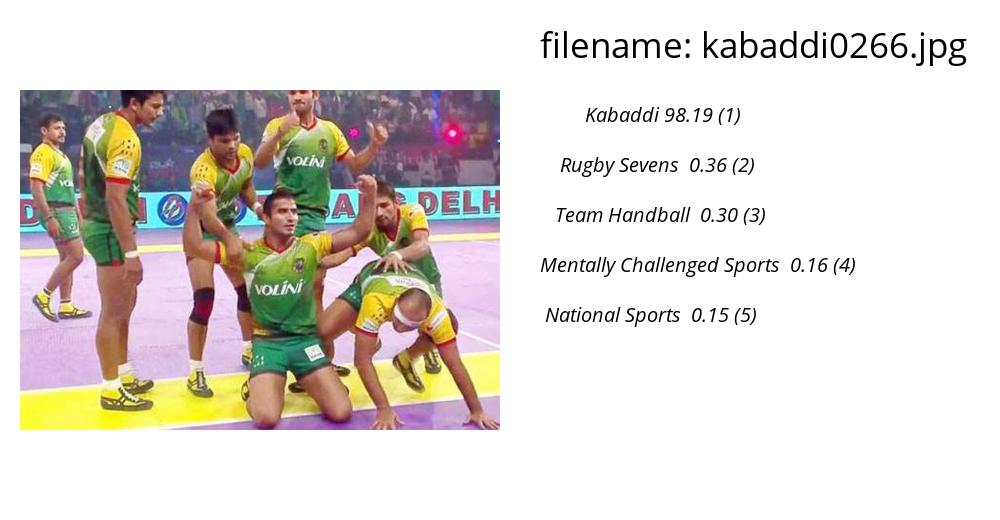 filename: kabaddi0266.jpg
Kabaddi 98.19 (1)
Rugby Sevens 0.36 (2)
Team Handball 0.30 (3)
Mentally Challenged Sports 0.16 (4)
National Sports 0.15 (5)
VOLINI
DELH
VOLINI